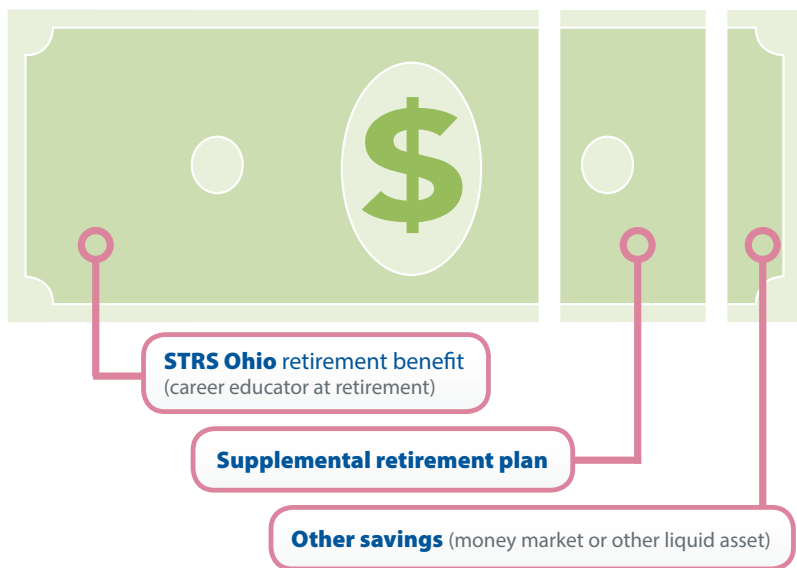 $
STRS Ohio retirement benefit
(career educator at retirement)
Supplemental retirement plan
Other savings (money market or other liquid asset)